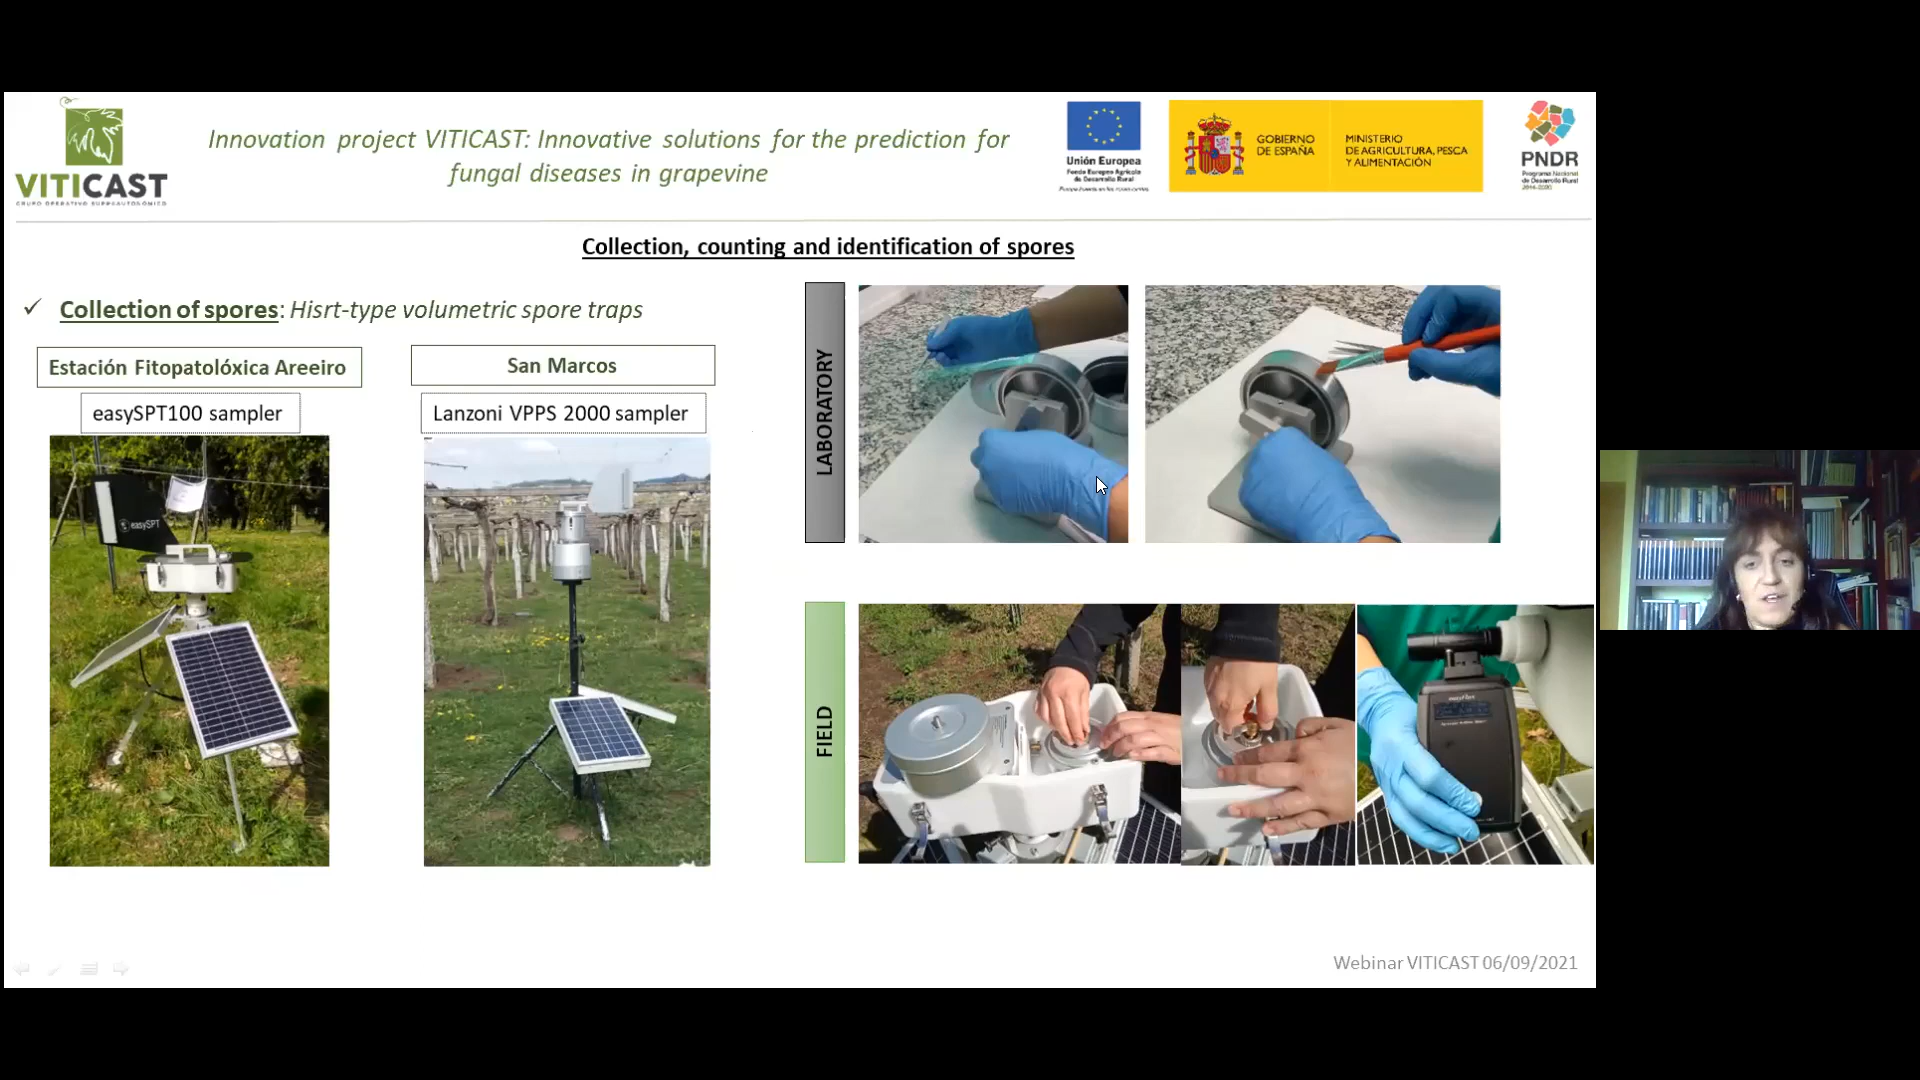 VITICAST
GRUPO OPERATIVO SUPRAAUTONÓMICO
Innovation project VITICAST: Innovative solutions for the prediction for
fungal diseases in grapevine
Unión Europea
Fondo Europeo Agrícola
de Desarrollo Rural
Europa invierte en las zonas rurales
GOBIERNO
DE ESPAÑA
MINISTERIO
DE AGRICULTURA, PESCA
Y ALIMENTACIÓN
PNDR
Programa Nacional
de Desarrollo Rural
2014-2020
Collection, counting and identification of spores
✓ Collection of spores: Hisrt-type volumetric spore traps
Estación Fitopatolóxica Areeiro
easySPT100 sampler
San Marcos
Lanzoni VPPS 2000 sampler
easySPT
LABORATORY
FIELD
Webinar VITICAST 06/09/2021